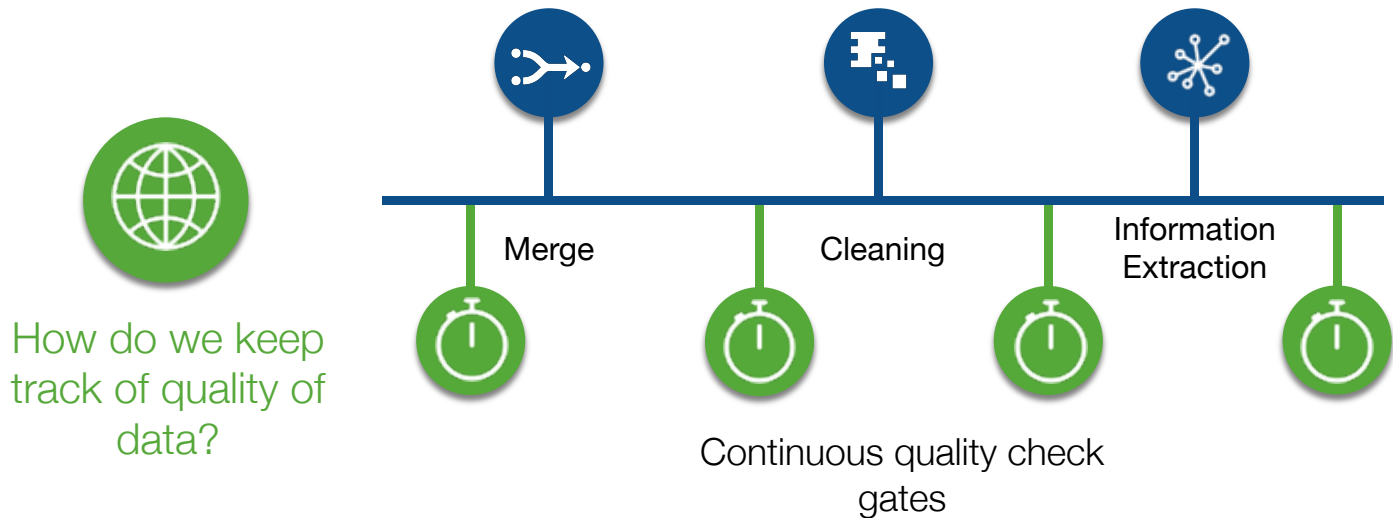 How do we keep
track of quality of
data?
Merge
Cleaning
Information
Extraction
Continuous quality check
gates